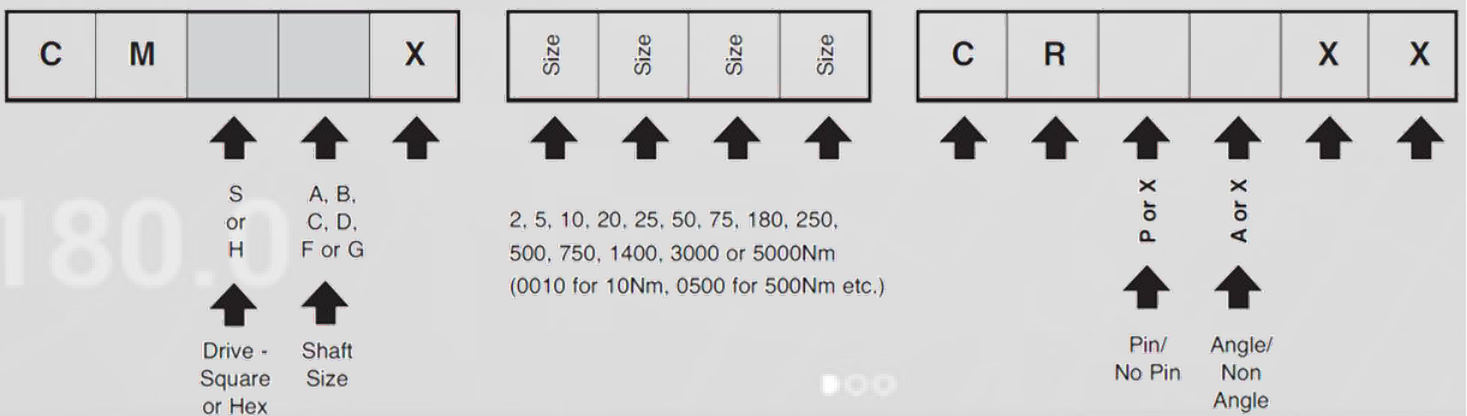 C M X Size Size Size Size C R X X
S or H
A, B, C, D, F or G
2, 5, 10, 20, 25, 50, 75, 180, 250,
500, 750, 1400, 3000 or 5000Nm
(0010 for 10Nm, 0500 for 500Nm etc.)
P or X
A or X
180.0
Drive -
Square
or Hex
Shaft
Size
Pin/
No Pin
Angle/
Non
Angle